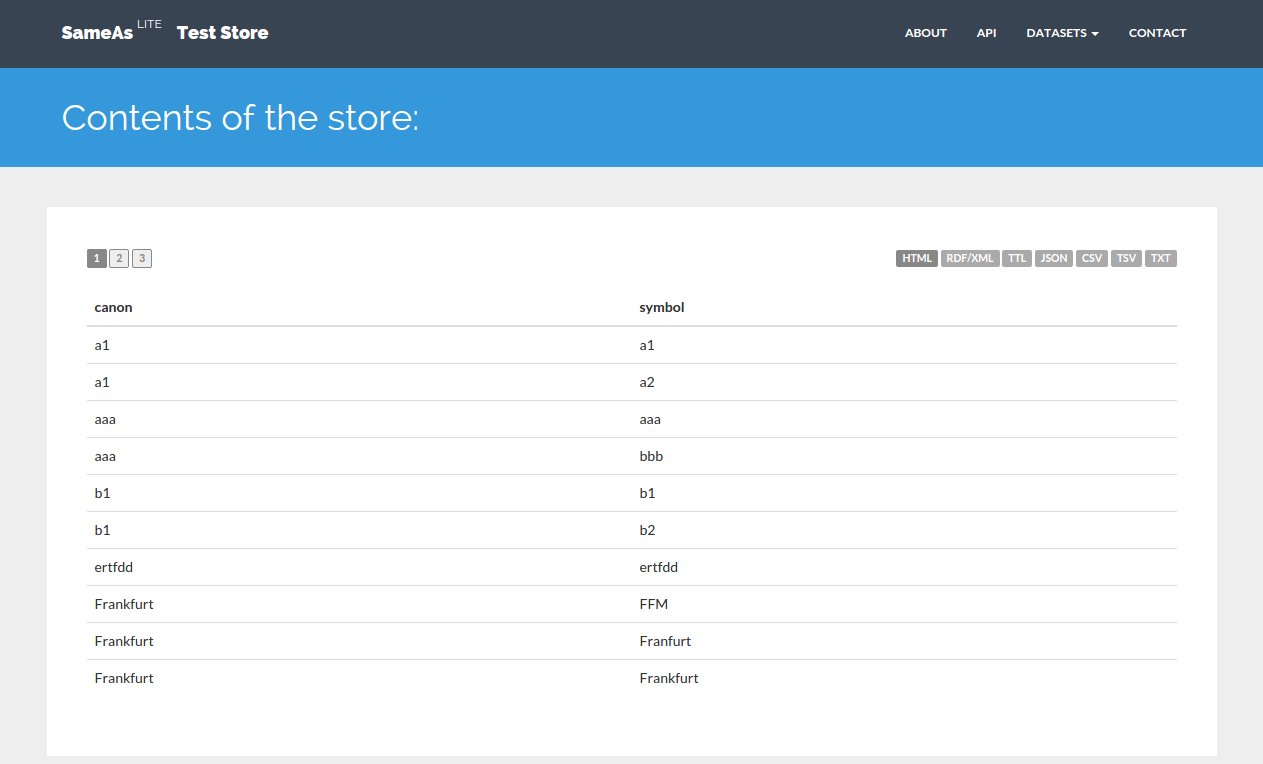 SameAs LITE Test Store ABOUT API DATASETS CONTACT
Contents of the store:
1 2 3 HTML RDF/XML TTL JSON CSV TSV TXT
canon symbol
a1 a1
a1 a2
aaa aaa
aaa bbb
b1 b1
b1 b2
ertfdd ertfdd
Frankfurt FFM
Frankfurt Franfurt
Frankfurt Frankfurt